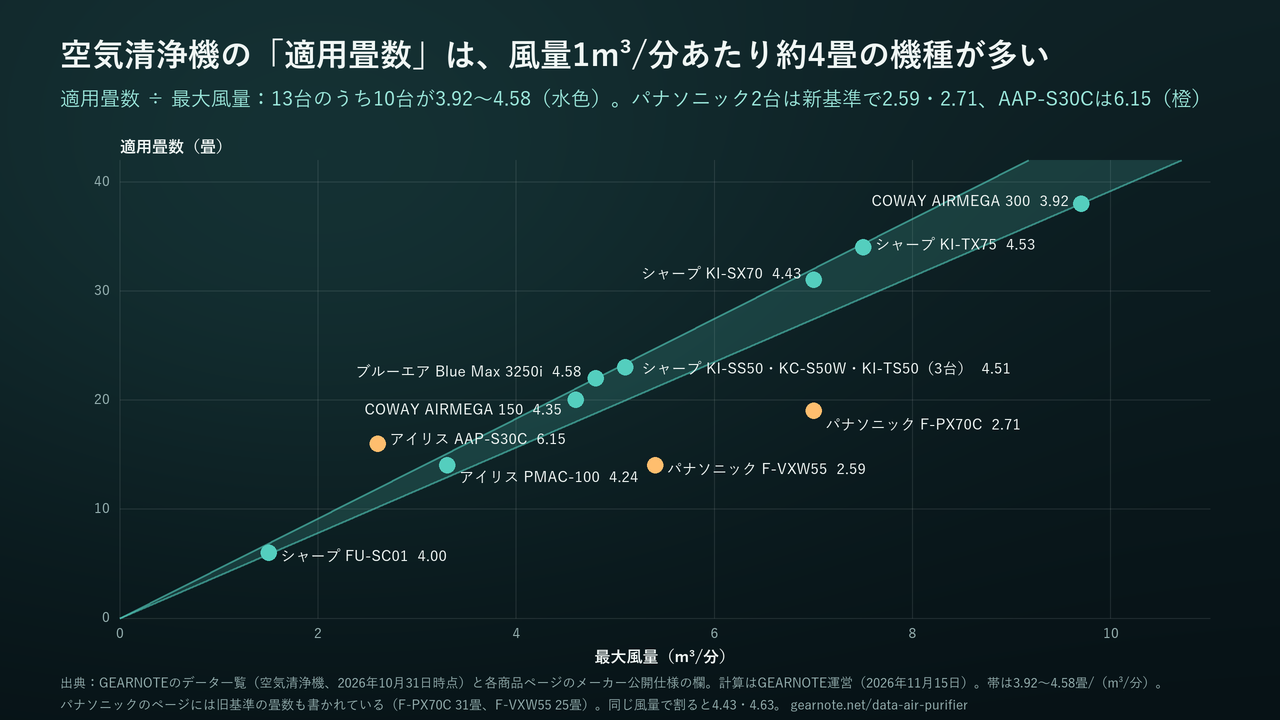 空気清浄機の「適用畳数」は、風量1m³/分あたり約4畳の機種が多い
適用畳数 ÷ 最大風量：13台のうち10台が3.92〜4.58（水色）。パナソニック2台は新基準で2.59・2.71、AAP-S30Cは6.15（橙）
適用畳数（畳）
40
COWAY AIRMEGA 300 3.92
シャープ KI-TX75 4.53
シャープ KI-SX70 4.43
30
ブルーエア Blue Max 3250i 4.58
シャープ KI-SS50・KC-S50W・KI-TS50（3台） 4.51
20
COWAY AIRMEGA 150 4.35
パナソニック F-PX70C 2.71
アイリス AAP-S30C 6.15
パナソニック F-VXW55 2.59
アイリス PMAC-100 4.24
10
シャープ FU-SC01 4.00
0
0 2 4 6 8 10
最大風量（m³/分）
出典：GEARNOTEのデータ一覧（空気清浄機、2026年10月31日時点）と各商品ページのメーカー公開仕様の欄。計算はGEARNOTE運営（2026年11月15日）。帯は3.92〜4.58畳/（m³/分）。
パナソニックのページには旧基準の畳数も書かれている（F-PX70C 31畳、F-VXW55 25畳）。同じ風量で割ると4.43・4.63。 gearnote.net/data-air-purifier